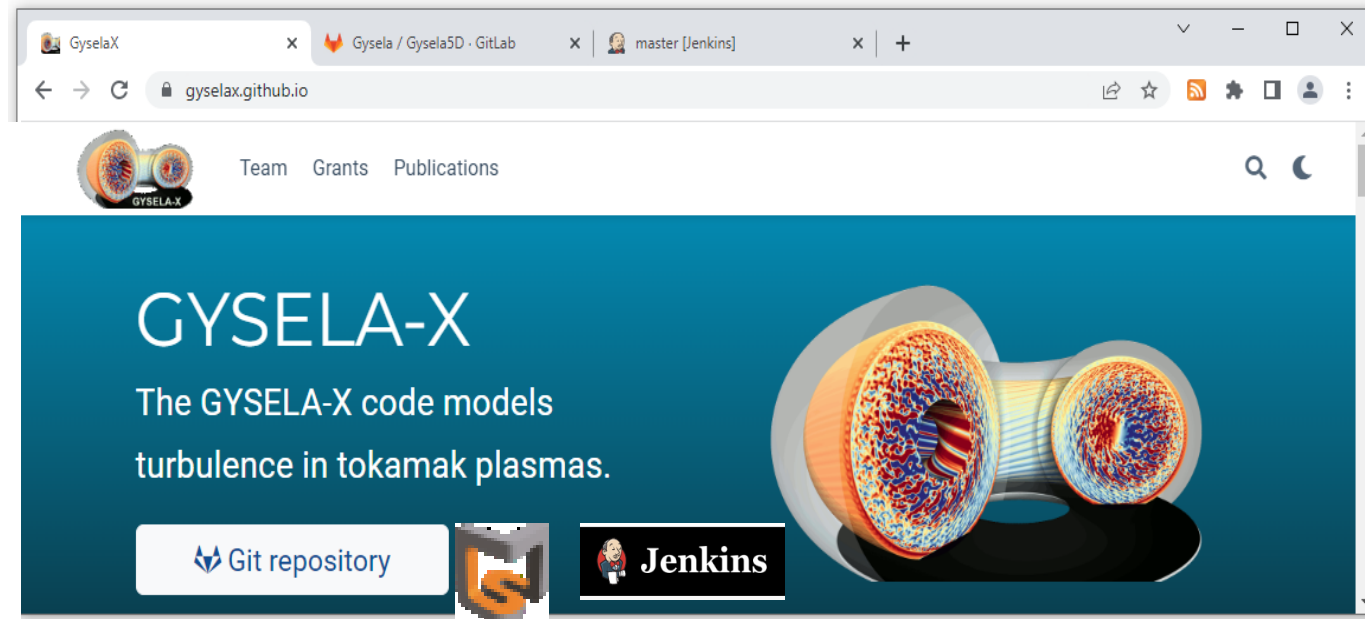 GyselaX
Gysela / Gysela5D · GitLab
master [Jenkins]
gyselax.github.io
GYSELA-X
Team Grants Publications
GYSELA-X
The GYSELA-X code models
turbulence in tokamak plasmas.
Git repository
Jenkins